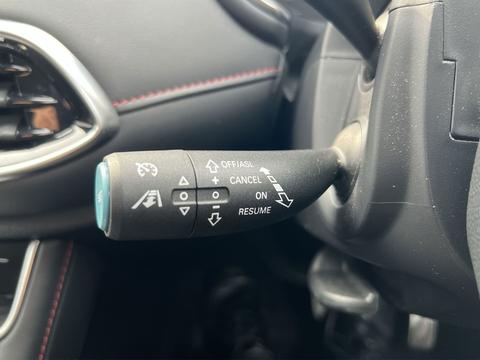 OFF/ASL
+ CANCEL
ON
- RESUME